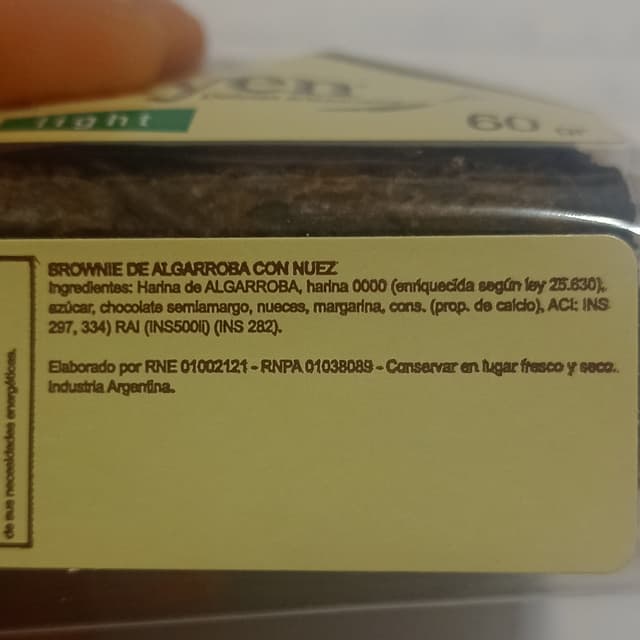 light
60 gr
BROWNIE DE ALGARROBA CON NUEZ
Ingredientes: Harina de ALGARROBA, harina 0000 (enriquecida según ley 25.630),
azúcar, chocolate semiamargo, nueces, margarina, cons. (prop. de calcio), ACI: INS
297, 334) RAI (INS500ii) (INS 282).
Elaborado por RNE 01002121 - RNPA 01038089 - Conservar en lugar fresco y seco.
Industria Argentina.
de sus necesidades energéticas.